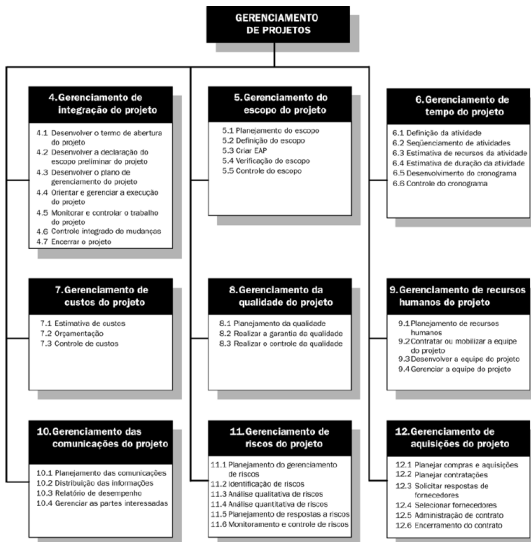 GERENCIAMENTO
DE PROJETOS
4.Gerenciamento de
integração do projeto
4.1 Desenvolver o termo de abertura
do projeto
4.2 Desenvolver a declaração do
escopo preliminar do projeto
4.3 Desenvolver o plano de
gerenciamento do projeto
4.4 Orientar e gerenciar a execução
do projeto
4.5 Monitorar e controlar o trabalho
do projeto
4.6 Controle integrado de mudanças
4.7 Encerrar o projeto
5.Gerenciamento do
escopo do projeto
5.1 Planejamento do escopo
5.2 Definição do escopo
5.3 Criar EAP
5.4 Verificação do escopo
5.5 Controle do escopo
6.Gerenciamento de
tempo do projeto
6.1 Definição da atividade
6.2 Seqüenciamento de atividades
6.3 Estimativa de recursos da atividade
6.4 Estimativa de duração da atividade
6.5 Desenvolvimento do cronograma
6.6 Controle do cronograma
7.Gerenciamento de
custos do projeto
7.1 Estimativa de custos
7.2 Orçamentação
7.3 Controle de custos
8.Gerenciamento da
qualidade do projeto
8.1 Planejamento da qualidade
8.2 Realizar a garantia da qualidade
8.3 Realizar o controle da qualidade
9.Gerenciamento de recursos
humanos do projeto
9.1 Planejamento de recursos
humanos
9.2 Contratar ou mobilizar a equipe
do projeto
9.3 Desenvolver a equipe do projeto
9.4 Gerenciar a equipe do projeto
10.Gerenciamento das
comunicações do projeto
10.1 Planejamento das comunicações
10.2 Distribuição das informações
10.3 Relatório de desempenho
10.4 Gerenciar as partes interessadas
11.Gerenciamento de
riscos do projeto
11.1 Planejamento do gerenciamento
de riscos
11.2 Identificação de riscos
11.3 Análise qualitativa de riscos
11.4 Análise quantitativa de riscos
11.5 Planejamento de respostas a riscos
11.6 Monitoramento e controle de riscos
12.Gerenciamento de
aquisições do projeto
12.1 Planejar compras e aquisições
12.2 Planejar contratações
12.3 Solicitar respostas de
fornecedores
12.4 Selecionar fornecedores
12.5 Administração de contrato
12.6 Encerramento do contrato